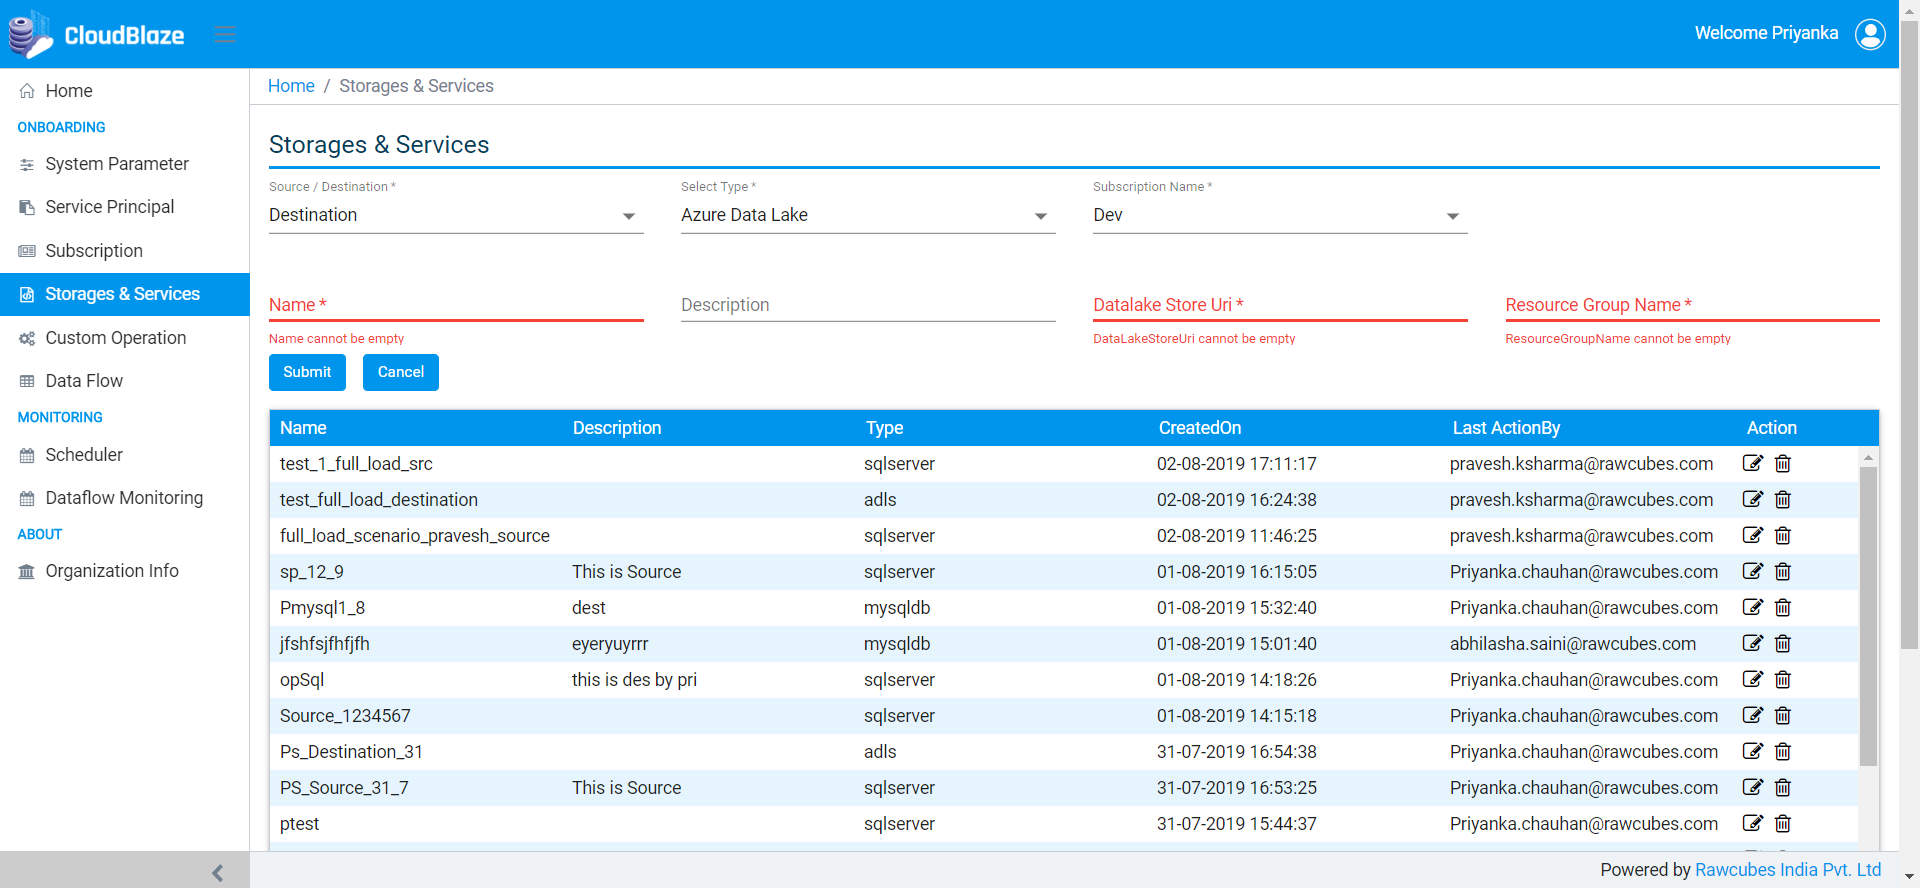 CloudBlaze
Welcome Priyanka
Home
ONBOARDING
System Parameter
Service Principal
Subscription
Storages & Services
Custom Operation
Data Flow
MONITORING
Scheduler
Dataflow Monitoring
ABOUT
Organization Info
Home / Storages & Services
Storages & Services
Source / Destination * Select Type * Subscription Name *
Destination Azure Data Lake Dev
Name * Description Datalake Store Uri * Resource Group Name *
Name cannot be empty DataLakeStoreUri cannot be empty ResourceGroupName cannot be empty
Submit Cancel
Name Description Type CreatedOn Last ActionBy Action
test_1_full_load_src sqlserver 02-08-2019 17:11:17 pravesh.ksharma@rawcubes.com
test_full_load_destination adls 02-08-2019 16:24:38 pravesh.ksharma@rawcubes.com
full_load_scenario_pravesh_source sqlserver 02-08-2019 11:46:25 pravesh.ksharma@rawcubes.com
sp_12_9 This is Source sqlserver 01-08-2019 16:15:05 Priyanka.chauhan@rawcubes.com
Pmysql1_8 dest mysqldb 01-08-2019 15:32:40 Priyanka.chauhan@rawcubes.com
jfshfsjfhfjfh eyeryuyrrr mysqldb 01-08-2019 15:01:40 abhilasha.saini@rawcubes.com
opSql this is des by pri sqlserver 01-08-2019 14:18:26 Priyanka.chauhan@rawcubes.com
Source_1234567 sqlserver 01-08-2019 14:15:18 Priyanka.chauhan@rawcubes.com
Ps_Destination_31 adls 31-07-2019 16:54:38 Priyanka.chauhan@rawcubes.com
PS_Source_31_7 This is Source sqlserver 31-07-2019 16:53:25 Priyanka.chauhan@rawcubes.com
ptest sqlserver 31-07-2019 15:44:37 Priyanka.chauhan@rawcubes.com
Powered by Rawcubes India Pvt. Ltd